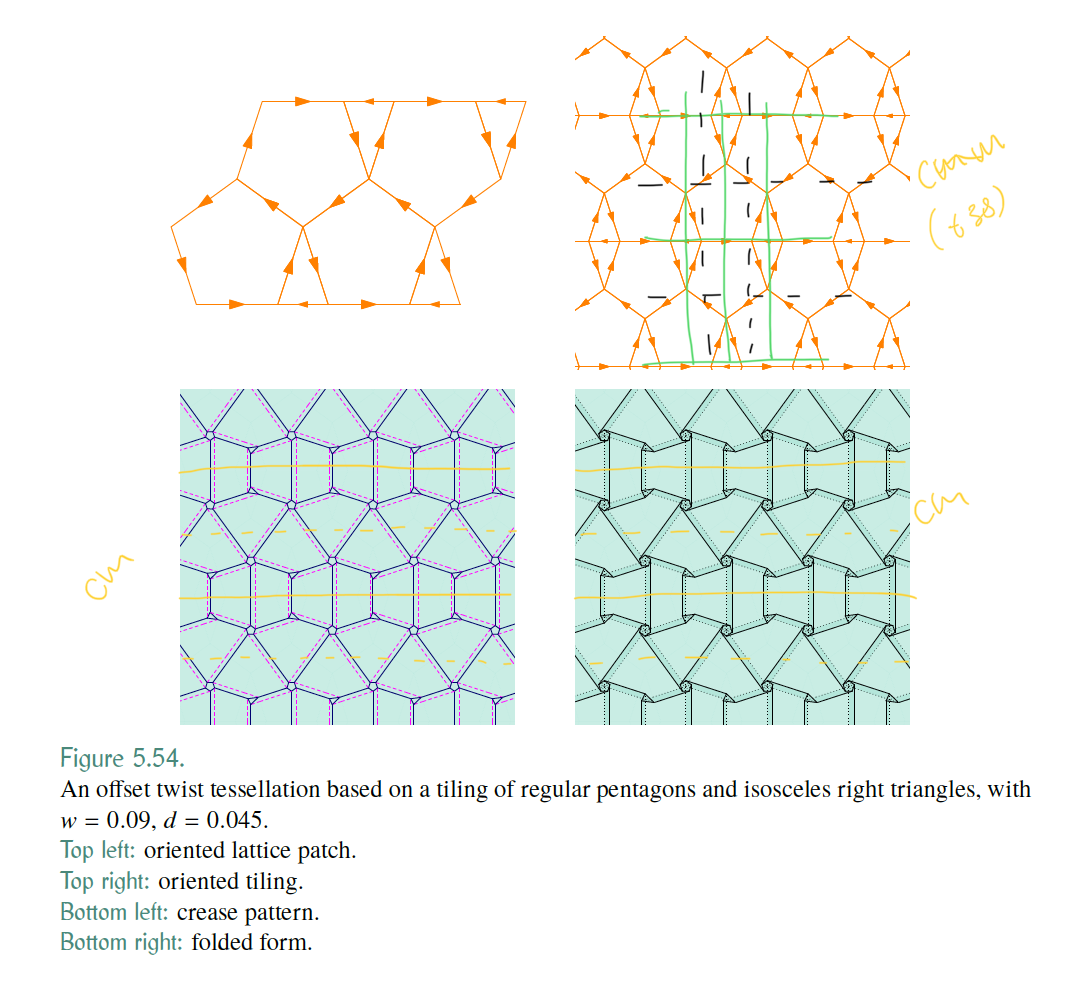 cmm
(t38)
cm
cm
Figure 5.54.
An offset twist tessellation based on a tiling of regular pentagons and isosceles right triangles, with
w = 0.09, d = 0.045.
Top left: oriented lattice patch.
Top right: oriented tiling.
Bottom left: crease pattern.
Bottom right: folded form.